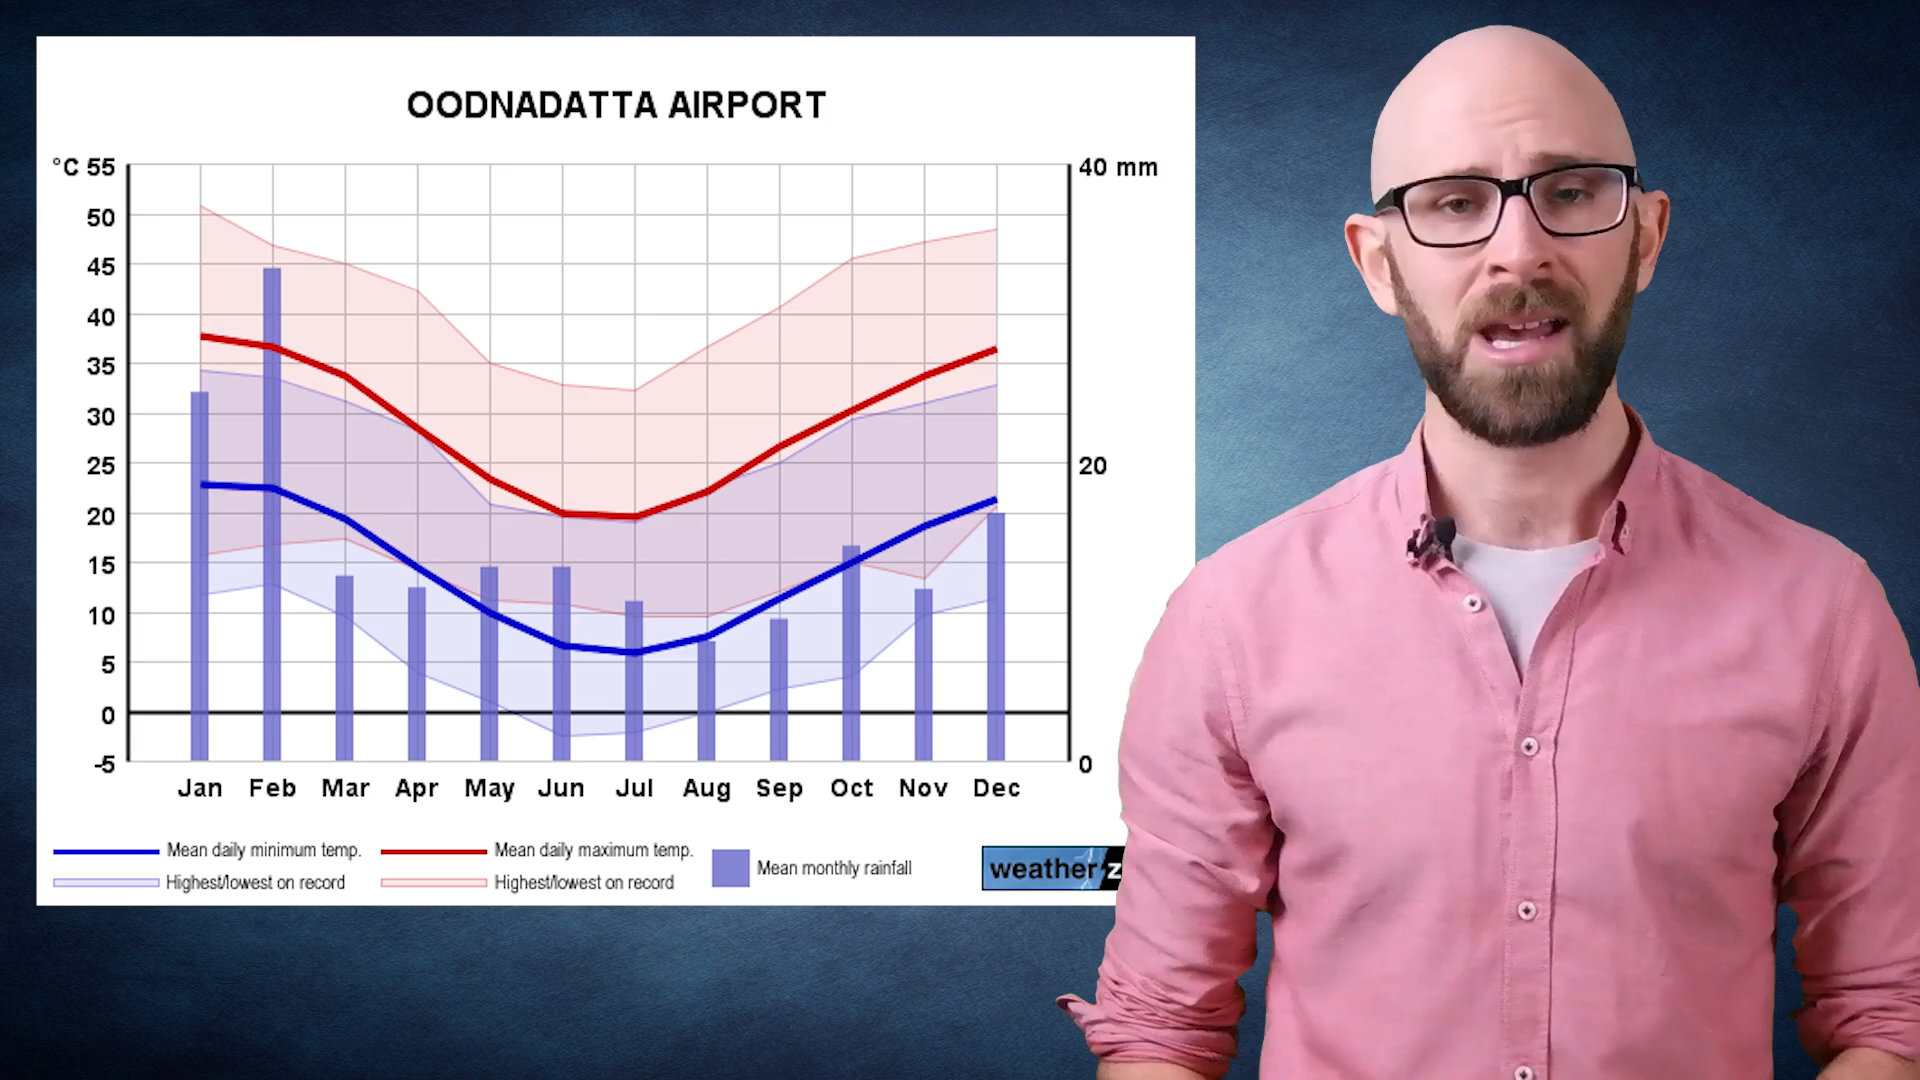 OODNADATTA AIRPORT
°C 55
40 mm
50
45
40
35
30
25
20
20
15
10
5
0
-5
0
Jan Feb Mar Apr May Jun Jul Aug Sep Oct Nov Dec
Mean daily minimum temp.
Mean daily maximum temp.
Mean monthly rainfall
Highest/lowest on record
Highest/lowest on record
weatherz